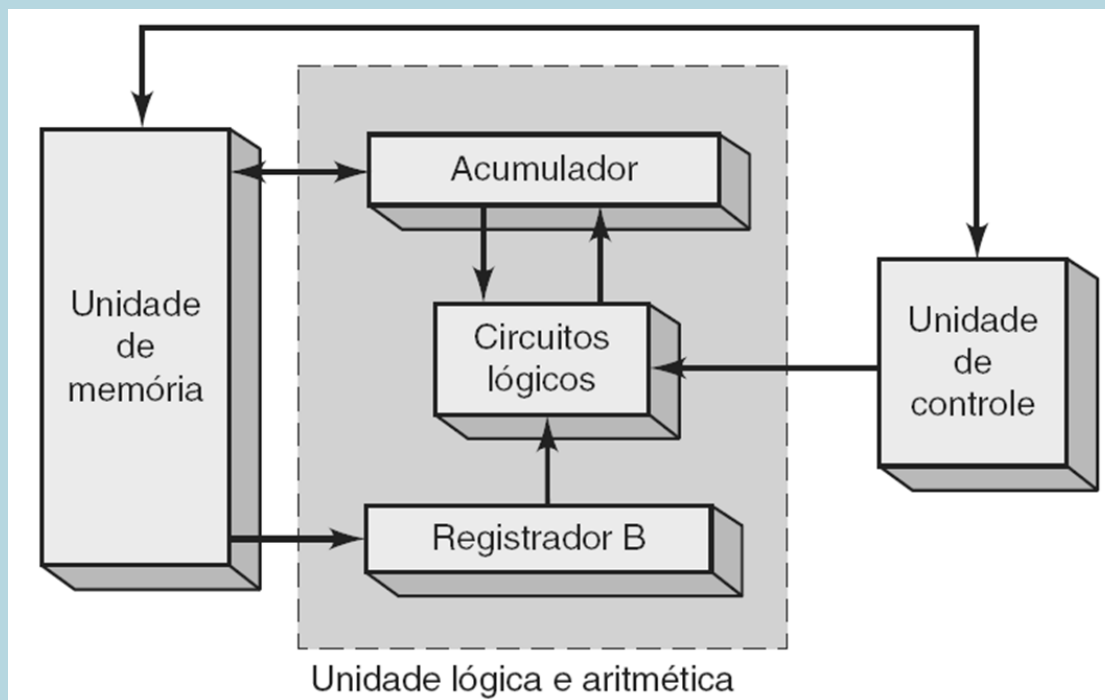 Acumulador
Unidade
de
memória
Circuitos
lógicos
Unidade
de
controle
Registrador B
Unidade lógica e aritmética